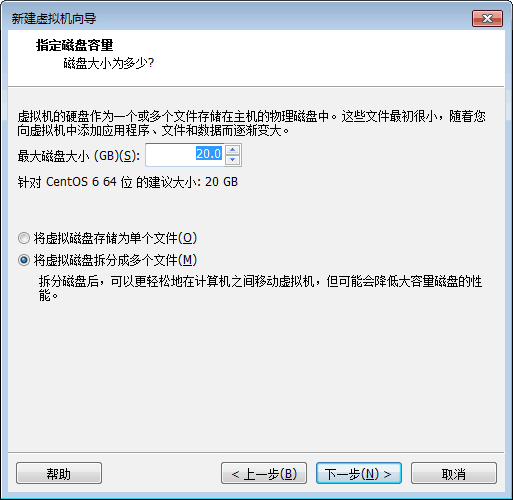 新建虚拟机向导
指定磁盘容量
磁盘大小为多少?
虚拟机的硬盘作为一个或多个文件存储在主机的物理磁盘中。这些文件最初很小，随着您
向虚拟机中添加应用程序、文件和数据而逐渐变大。
最大磁盘大小 (GB)(S): 20.0
针对 CentOS 6 64 位 的建议大小: 20 GB
将虚拟磁盘存储为单个文件(O)
将虚拟磁盘拆分成多个文件(M)
拆分磁盘后，可以更轻松地在计算机之间移动虚拟机，但可能会降低大容量磁盘的性
能。
帮助 < 上一步(B) 下一步(N) > 取消